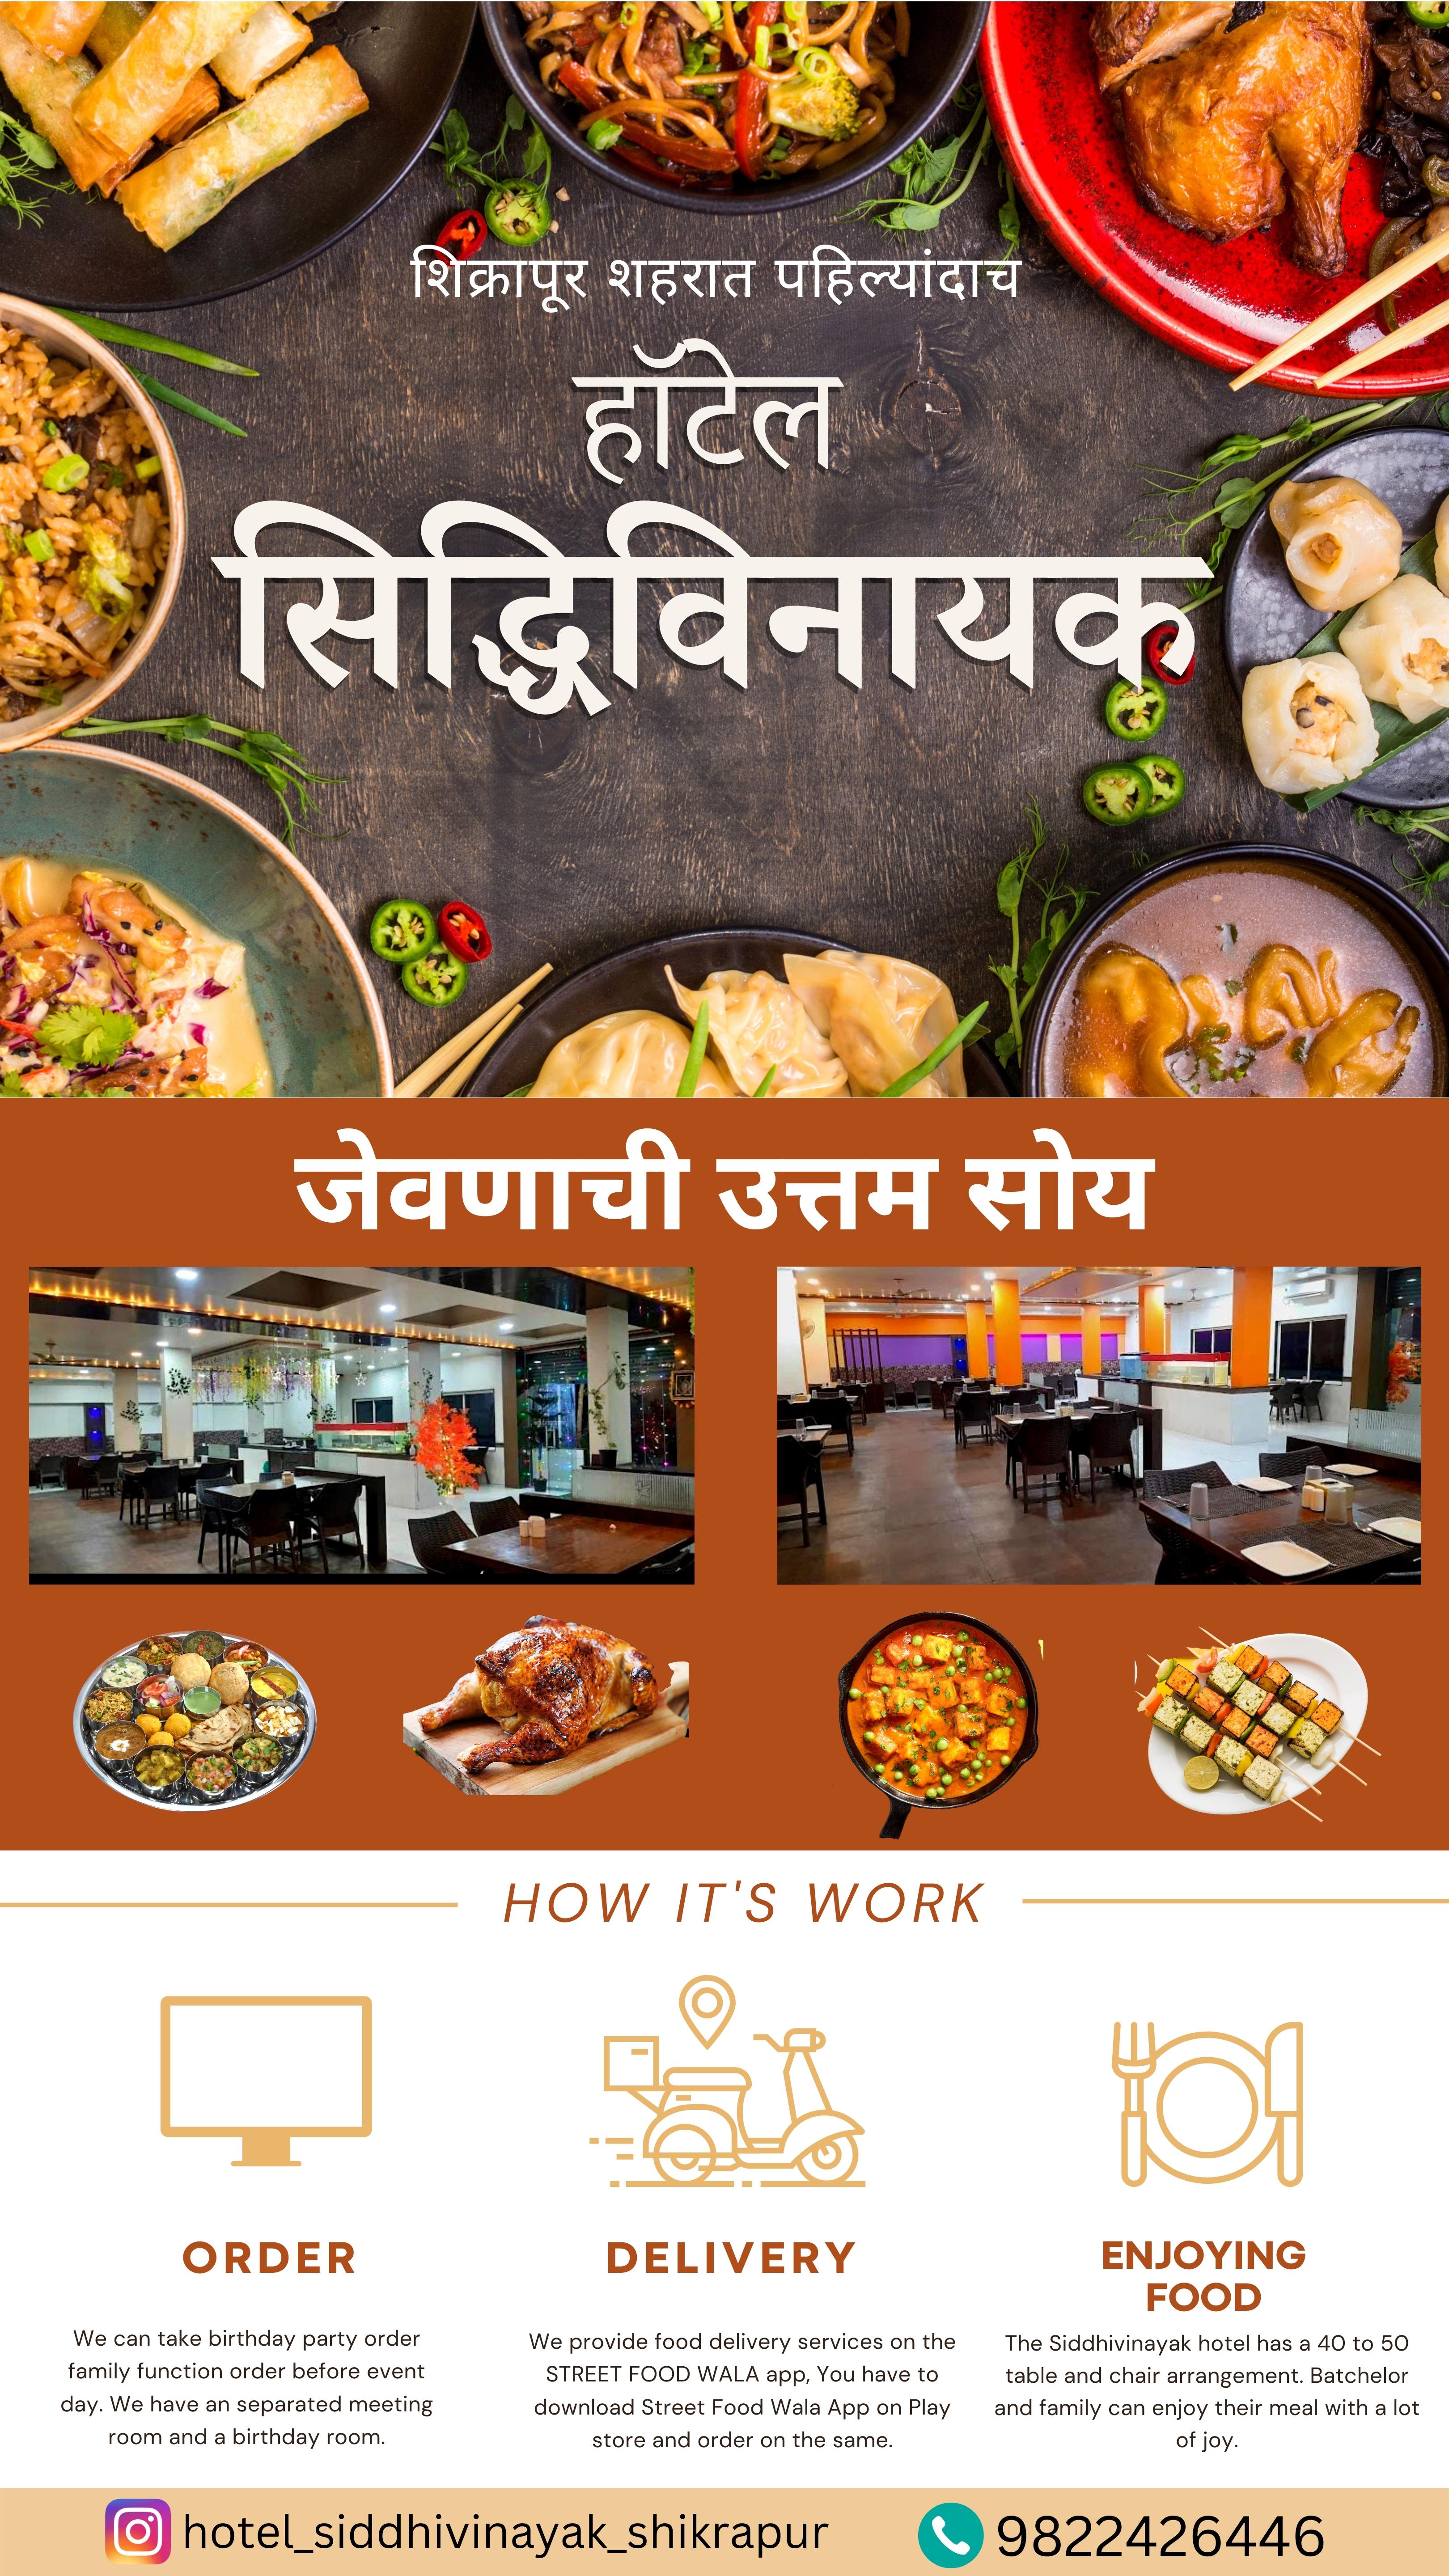 शिक्रापूर शहरात पहिल्यांदाच
हॉटेल
सिद्धिविनायक
जेवणाची उत्तम सोय
HOW IT'S WORK
ORDER
We can take birthday party order
family function order before event
day. We have an separated meeting
room and a birthday room.
DELIVERY
We provide food delivery services on the
STREET FOOD WALA app, You have to
download Street Food Wala App on Play
store and order on the same.
ENJOYING
FOOD
The Siddhivinayak hotel has a 40 to 50
table and chair arrangement. Batchelor
and family can enjoy their meal with a lot
of joy.
hotel_siddhivinayak_shikrapur
9822426446